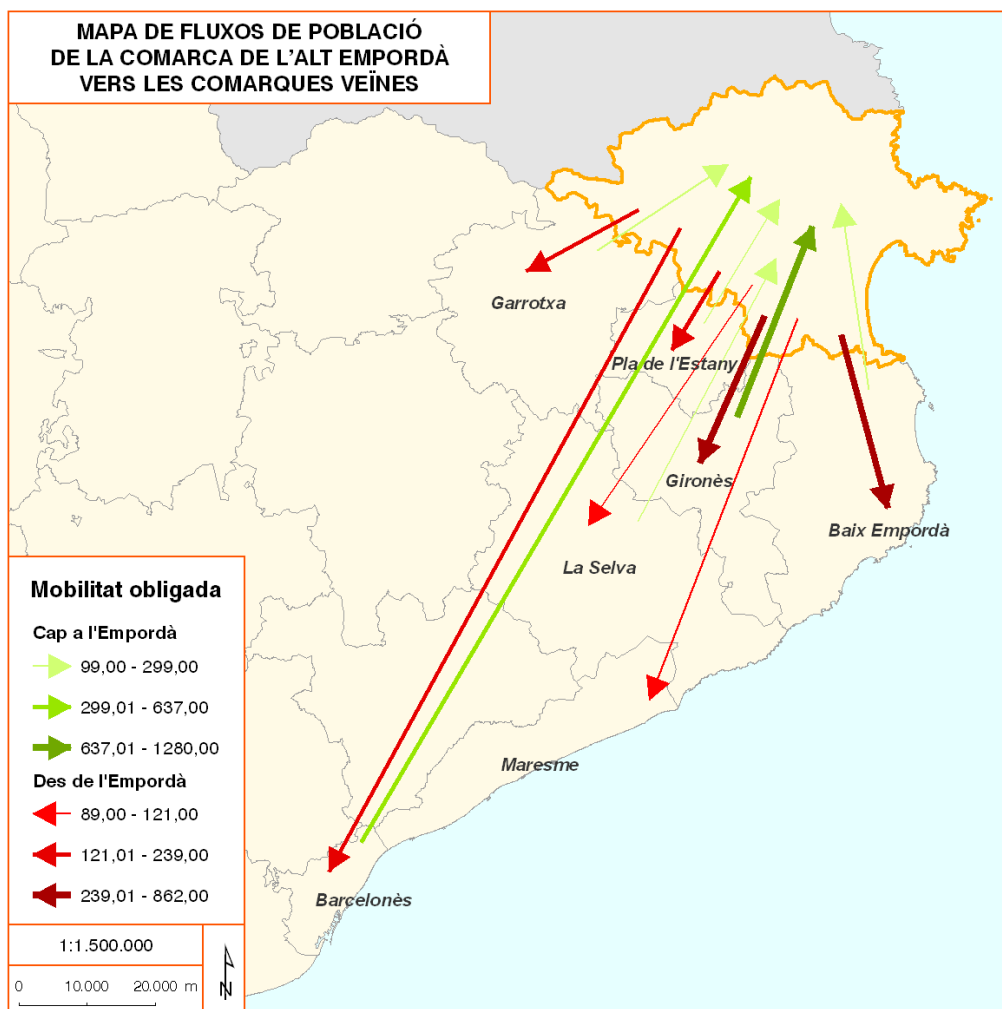 MAPA DE FLUXOS DE POBLACIÓ
DE LA COMARCA DE L'ALT EMPORDÀ
VERS LES COMARQUES VEÏNES
Garrotxa
Pla de l'Estany
Gironès
Baix Empordà
La Selva
Maresme
Barcelonès
Mobilitat obligada
Cap a l'Empordà
99,00 - 299,00
299,01 - 637,00
637,01 - 1280,00
Des de l'Empordà
89,00 - 121,00
121,01 - 239,00
239,01 - 862,00
1:1.500.000
0 10.000 20.000 m
N